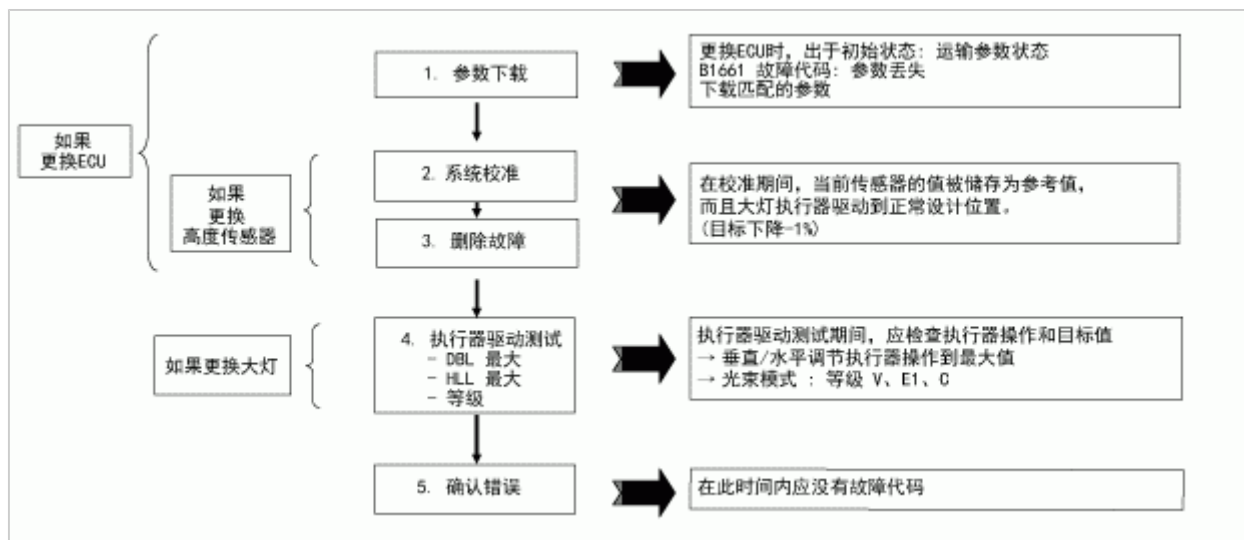 如果
更换ECU
如果
更换
高度传感器
如果更换大灯
1. 参数下载
更换ECU时，出于初始状态：运输参数状态
B1661 故障代码：参数丢失
下载匹配的参数
2. 系统校准
3. 删除故障
在校准期间，当前传感器的值被储存为参考值，
而且大灯执行器驱动到正常设计位置。
(目标下降-1%)
4. 执行器驱动测试
- DBL 最大
- HLL 最大
- 等级
执行器驱动测试期间，应检查执行器操作和目标值
→ 垂直/水平调节执行器操作到最大值
→ 光束模式 : 等级 V、E1、C
5. 确认错误
在此时间内应没有故障代码